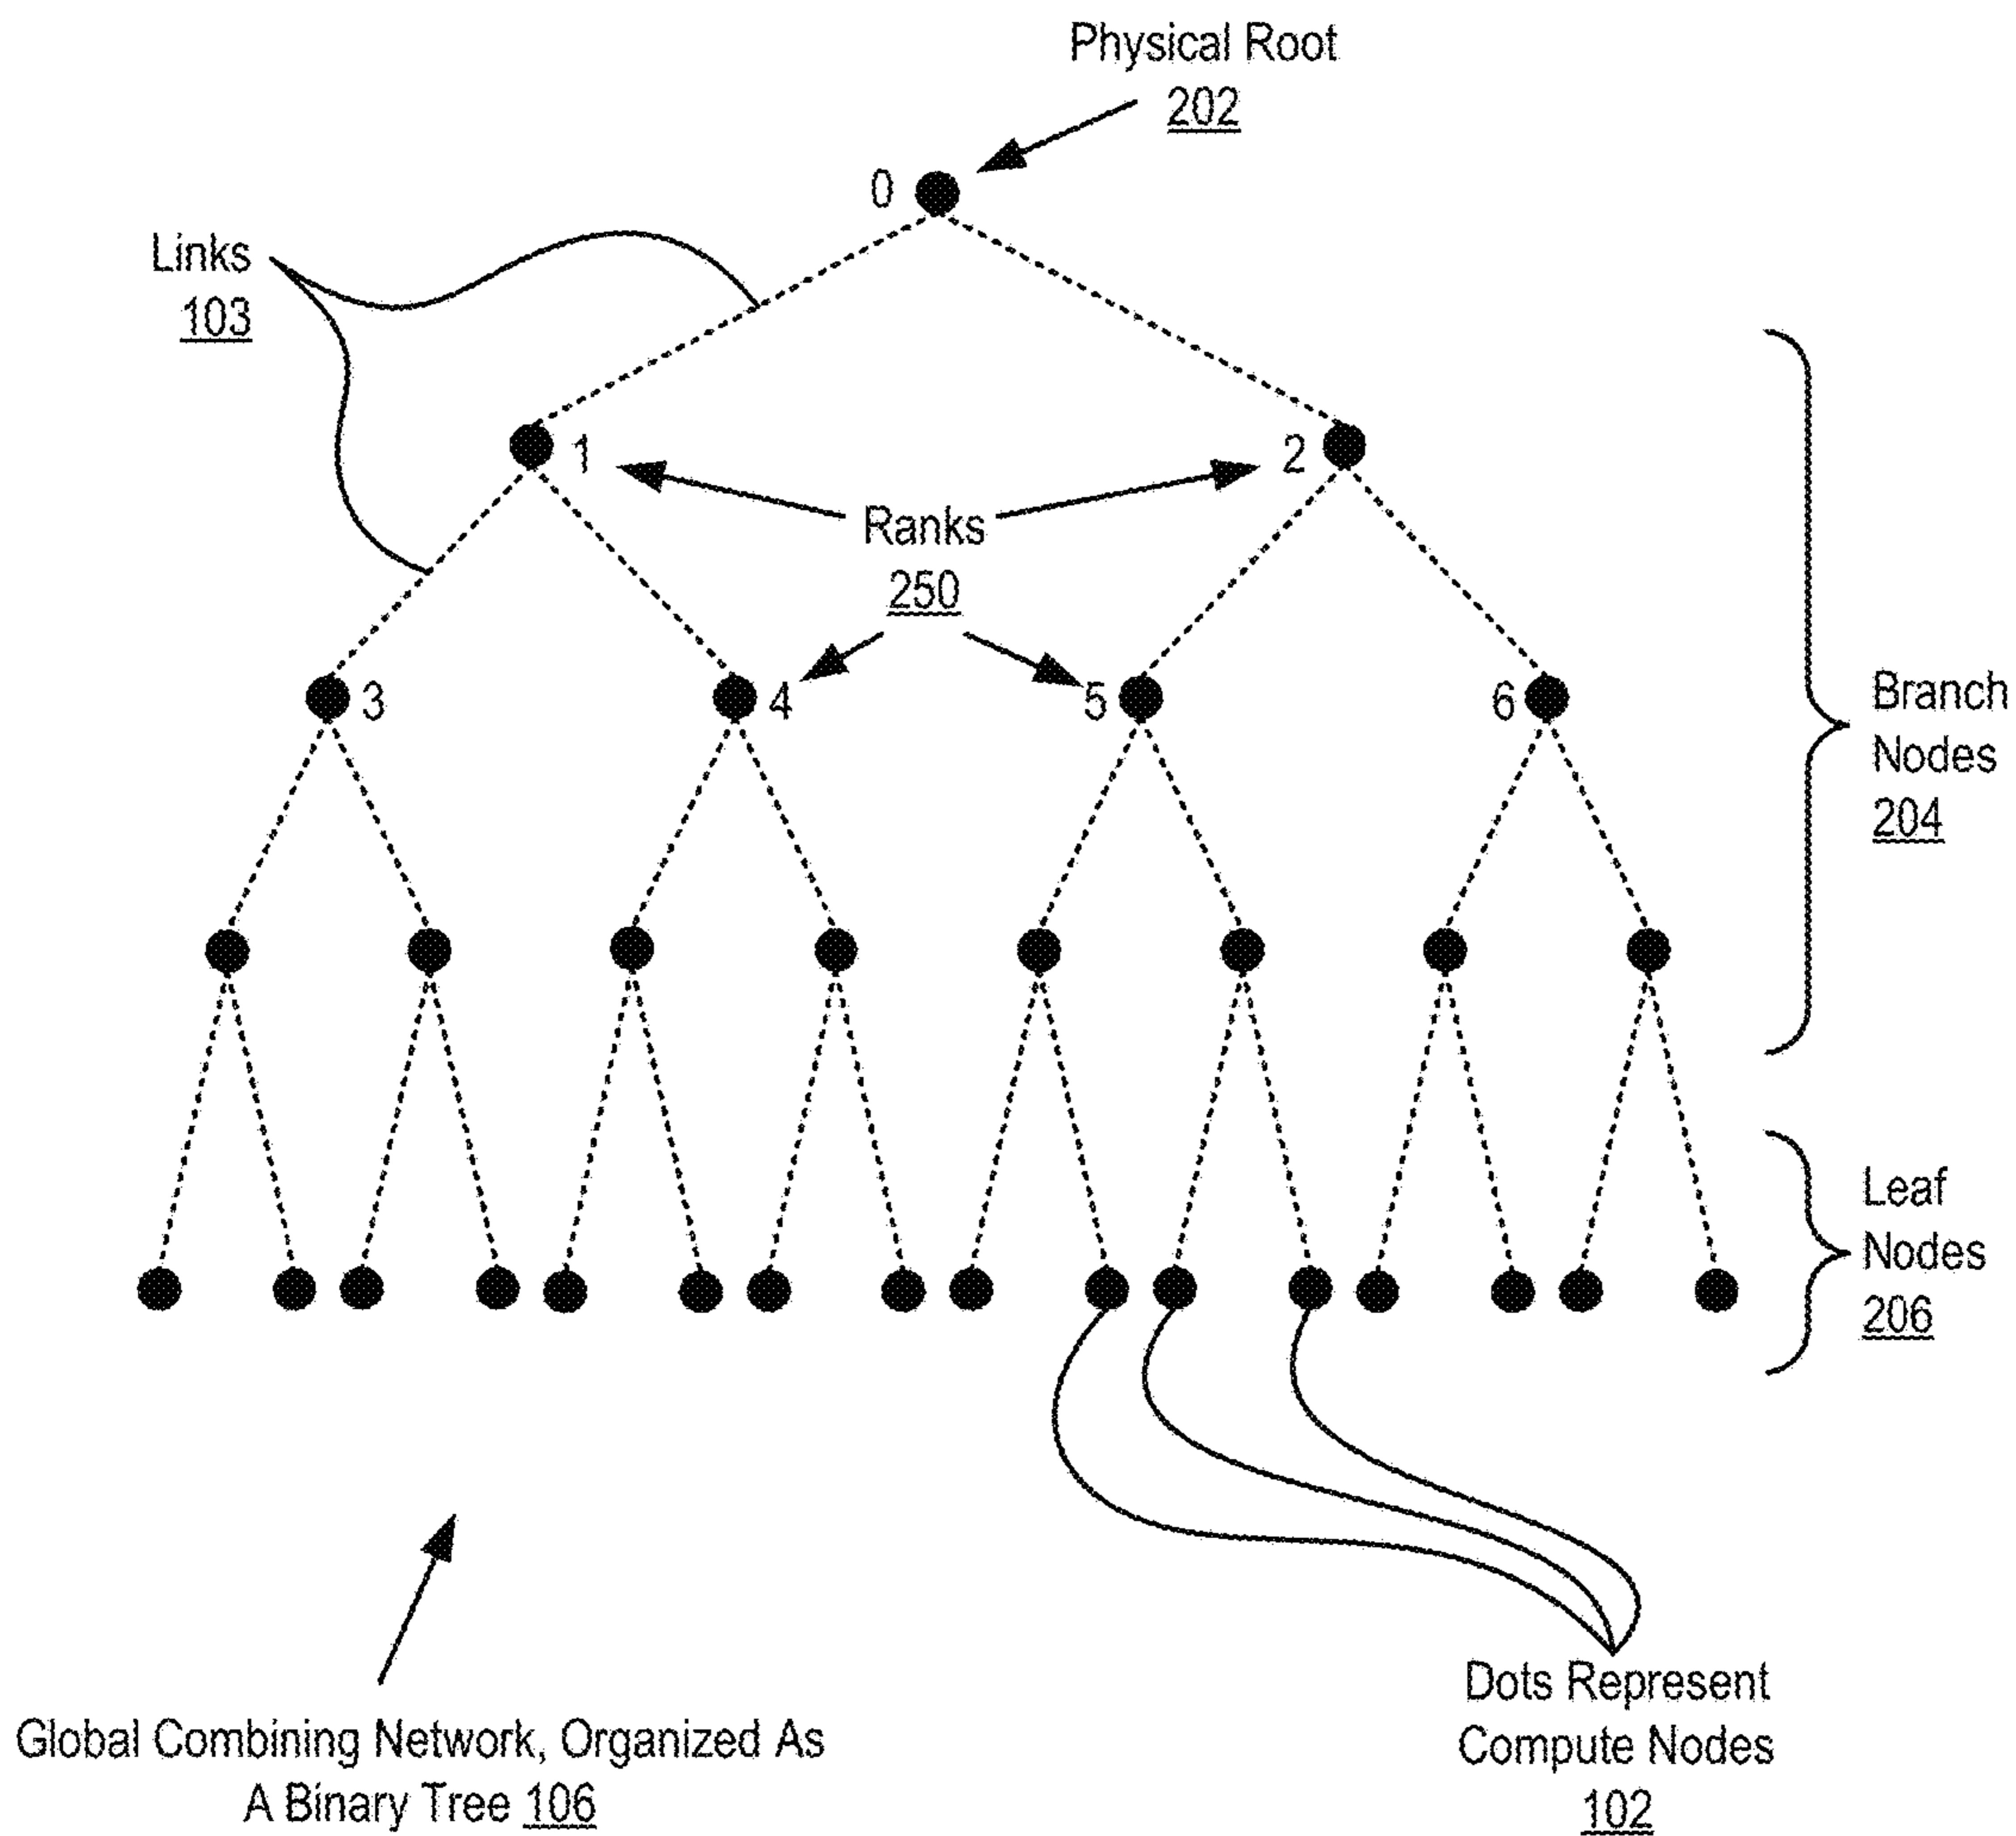 Physical Root
202
0
Links
103
1
2
Ranks
250
3
4
5
6
Branch
Nodes
204
Leaf
Nodes
206
Global Combining Network, Organized As
A Binary Tree 106
Dots Represent
Compute Nodes
102